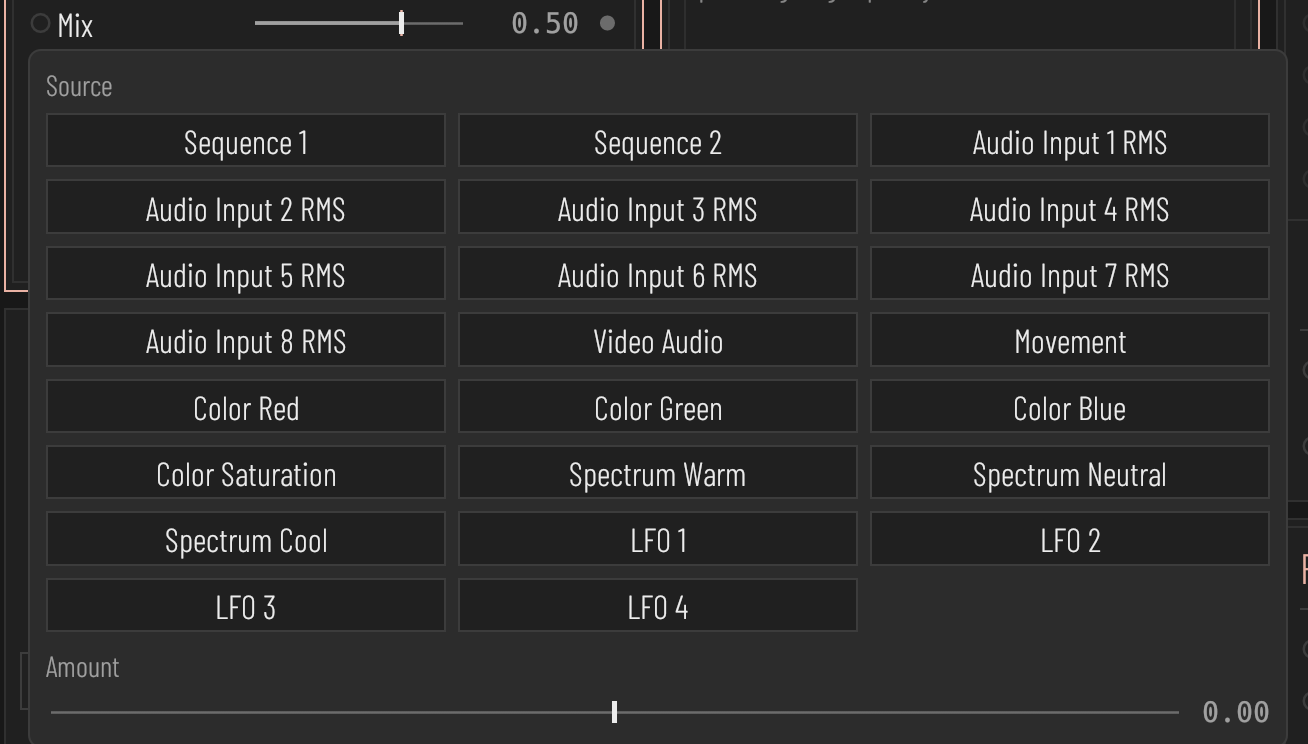 Mix 0.50
Source
Sequence 1 Sequence 2 Audio Input 1 RMS
Audio Input 2 RMS Audio Input 3 RMS Audio Input 4 RMS
Audio Input 5 RMS Audio Input 6 RMS Audio Input 7 RMS
Audio Input 8 RMS Video Audio Movement
Color Red Color Green Color Blue
Color Saturation Spectrum Warm Spectrum Neutral
Spectrum Cool LFO 1 LFO 2
LFO 3 LFO 4
Amount
0.00